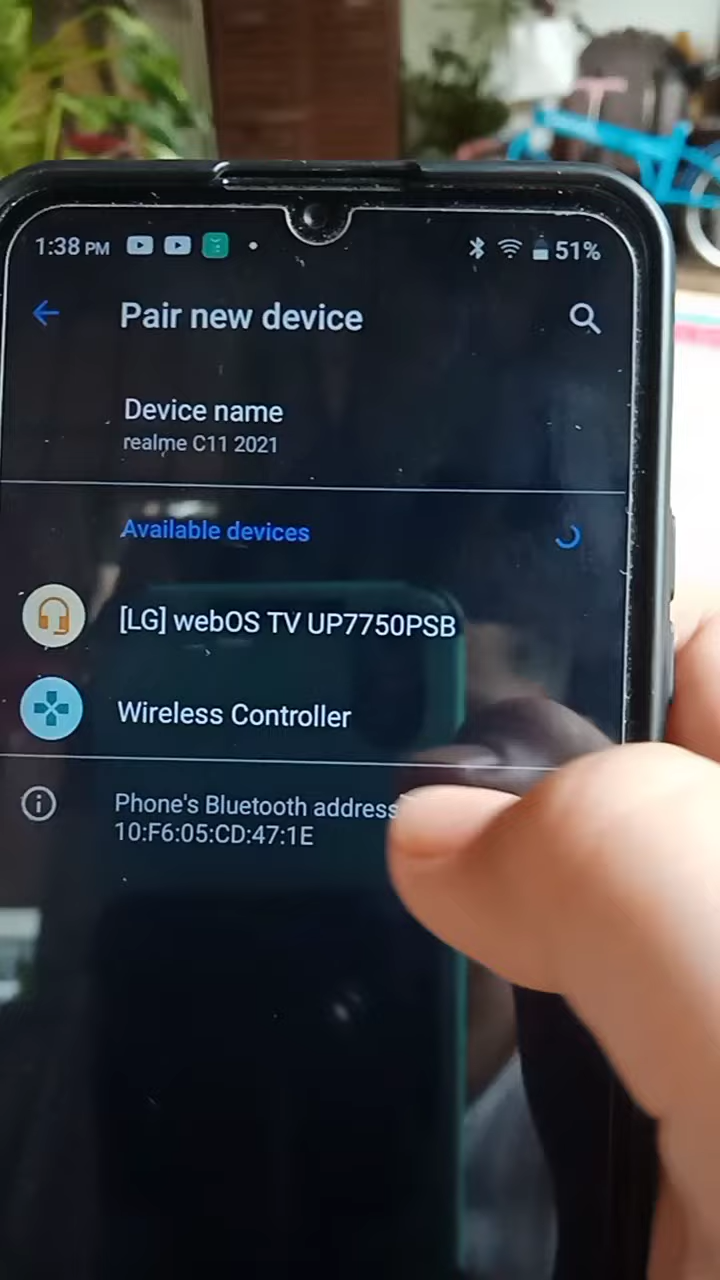 1:38 PM
51%
Pair new device
Device name
realme C11 2021
Available devices
[LG] webOS TV UP7750PSB
Wireless Controller
Phone's Bluetooth address
10:F6:05:CD:47:1E